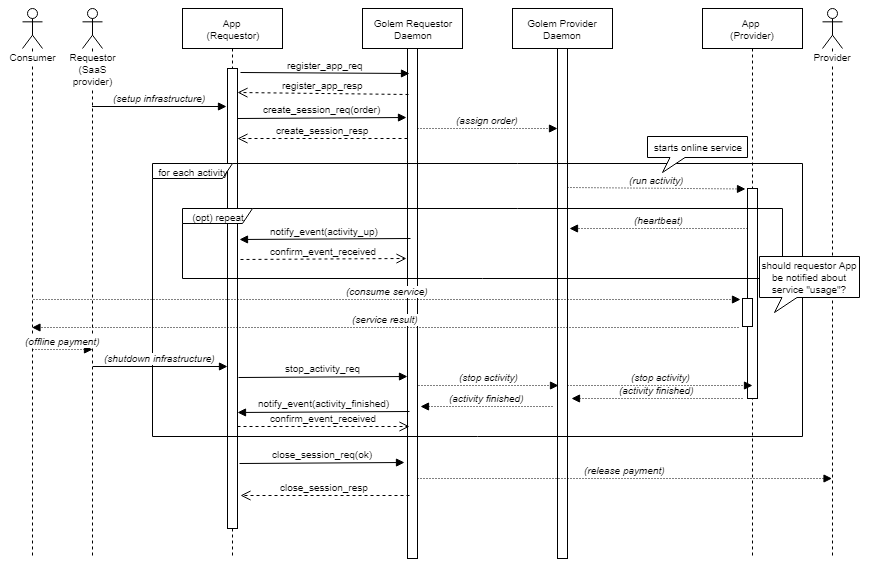 App
(Requestor)
Golem Requestor
Daemon
Golem Provider
Daemon
App
(Provider)
Consumer
Requestor
(SaaS
provider)
Provider
register_app_req
register_app_resp
(setup infrastructure)
create_session_req(order)
(assign order)
create_session_resp
starts online service
for each activity
(run activity)
(opt) repeat
(heartbeat)
notify_event(activity_up)
confirm_event_received
should requestor App
be notified about
service "usage"?
(consume service)
(service result)
(offline payment)
(shutdown infrastructure)
stop_activity_req
(stop activity)
(stop activity)
(activity finished)
(activity finished)
notify_event(activity_finished)
confirm_event_received
close_session_req(ok)
(release payment)
close_session_resp